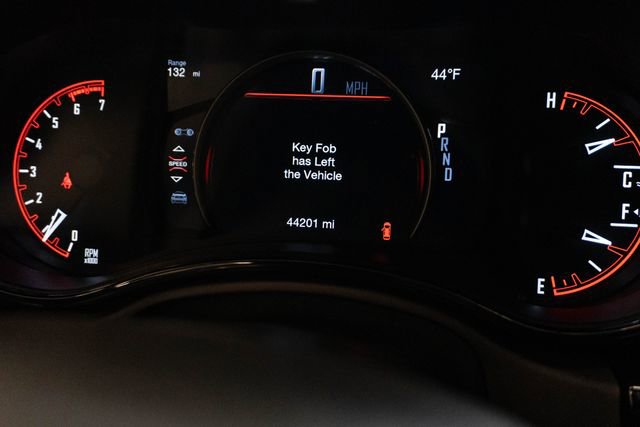 Range
132 mi
0 MPH
44°F
7
6
5
4
3
2
1
0
RPM
x1000
SPEED
Key Fob
has Left
the Vehicle
44201 mi
P
R
N
D
H
C
F
E